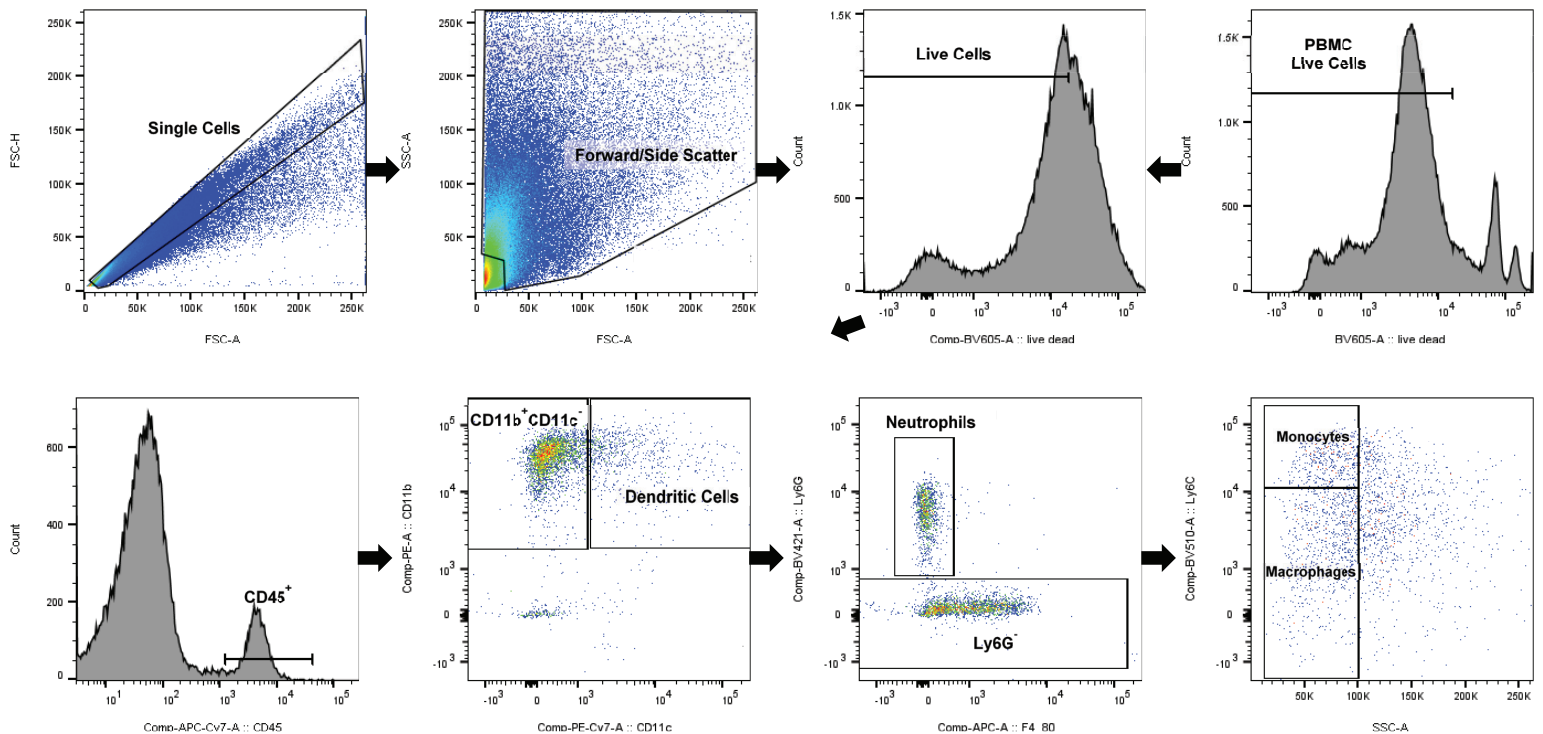 250K
200K
150K
100K
50K
0
FSC-H
Single Cells
0 50K 100K 150K 200K 250K
FSC-A
250K
200K
150K
100K
50K
0
SSC-A
Forward/Side Scatter
0 50K 100K 150K 200K 250K
FSC-A
1.5K
1.0K
500
0
Count
Live Cells
-10³ 0 10³ 10⁴ 10⁵
Comp-BV605-A :: live dead
1.5K
1.0K
500
0
Count
PBMC
Live Cells
-10³ 0 10³ 10⁴ 10⁵
BV605-A :: live dead
600
400
200
0
Count
CD45⁺
10¹ 10² 10³ 10⁴ 10⁵
Comp-APC-Cy7-A :: CD45
10⁵
10⁴
10³
0
-10³
Comp-PE-A :: CD11b
CD11b⁺CD11c⁻
Dendritic Cells
-10³ 0 10³ 10⁴ 10⁵
Comp-PE-Cy7-A :: CD11c
10⁵
10⁴
10³
0
-10³
Comp-BV421-A :: Ly6G
Neutrophils
Ly6G⁻
-10³ 0 10³ 10⁴ 10⁵
Comp-APC-A :: F4 80
10⁵
10⁴
10³
0
-10³
Comp-BV510-A :: Ly6C
Monocytes
Macrophages
50K 100K 150K 200K 250K
SSC-A